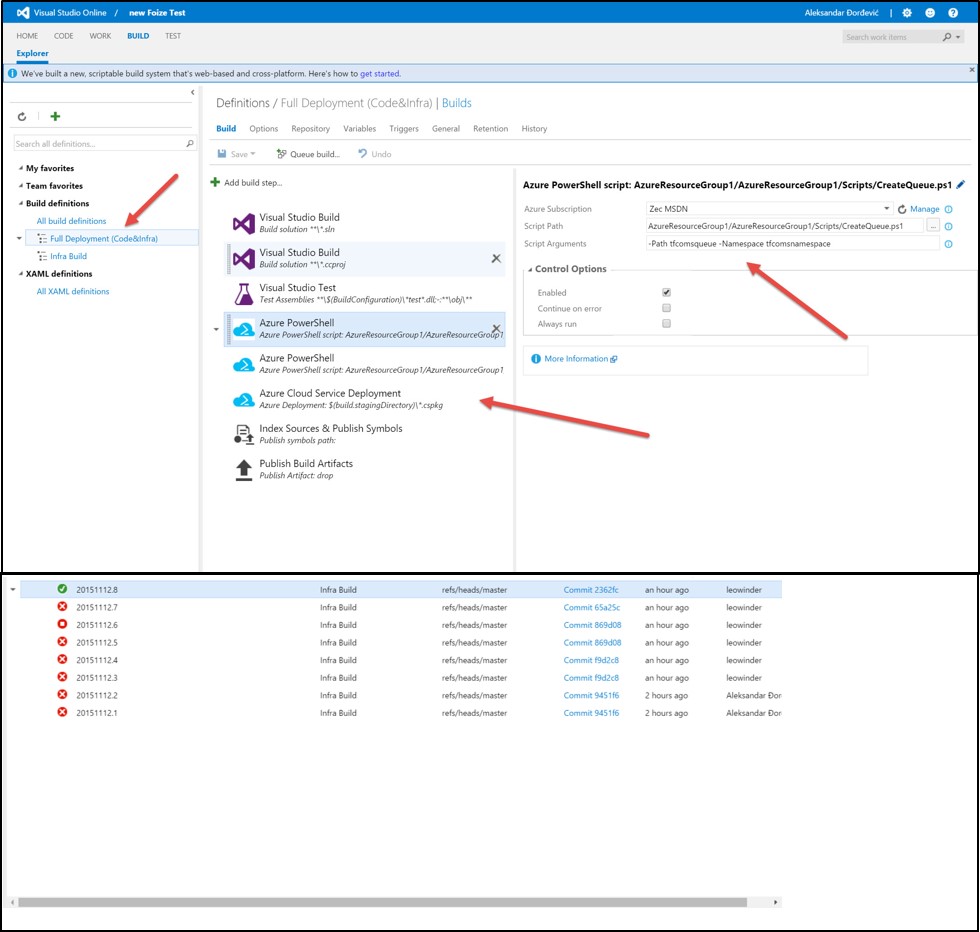 Visual Studio Online / new Foize Test Aleksandar Đorđević | ?
HOME CODE WORK BUILD TEST Search work items
Explorer
We've built a new, scriptable build system that's web-based and cross-platform. Here's how to get started.
Definitions / Full Deployment (Code&Infra) | Builds
Build Options Repository Variables Triggers General Retention History
Save Queue build... Undo
Search all definitions...
My favorites
Team favorites
Build definitions
All build definitions
Full Deployment (Code&Infra)
Infra Build
XAML definitions
All XAML definitions
Add build step...
Visual Studio Build
Build solution **\*.sln
Visual Studio Build
Build solution **\*.ccproj
Visual Studio Test
Test Assemblies **\$(BuildConfiguration)\*test*.dll;-:**\obj\**
Azure PowerShell
Azure PowerShell script: AzureResourceGroup1/AzureResourceGroup1
Azure PowerShell
Azure PowerShell script: AzureResourceGroup1/AzureResourceGroup1
Azure Cloud Service Deployment
Azure Deployment: $(build.stagingDirectory)\*.cspkg
Index Sources & Publish Symbols
Publish symbols path:
Publish Build Artifacts
Publish Artifact: drop
Azure PowerShell script: AzureResourceGroup1/AzureResourceGroup1/Scripts/CreateQueue.ps1
Azure Subscription Zec MSDN Manage
Script Path AzureResourceGroup1/AzureResourceGroup1/Scripts/CreateQueue.ps1 ...
Script Arguments -Path tfcomsqueue -Namespace tfcomsnamespace
Control Options
Enabled
Continue on error
Always run
More Information
20151112.8 Infra Build refs/heads/master Commit 2362fc an hour ago leowinder
20151112.7 Infra Build refs/heads/master Commit 65a25c an hour ago leowinder
20151112.6 Infra Build refs/heads/master Commit 869d08 an hour ago leowinder
20151112.5 Infra Build refs/heads/master Commit 869d08 an hour ago leowinder
20151112.4 Infra Build refs/heads/master Commit f9d2c8 an hour ago leowinder
20151112.3 Infra Build refs/heads/master Commit f9d2c8 an hour ago leowinder
20151112.2 Infra Build refs/heads/master Commit 9451f6 2 hours ago Aleksandar Đor
20151112.1 Infra Build refs/heads/master Commit 9451f6 2 hours ago Aleksandar Đor